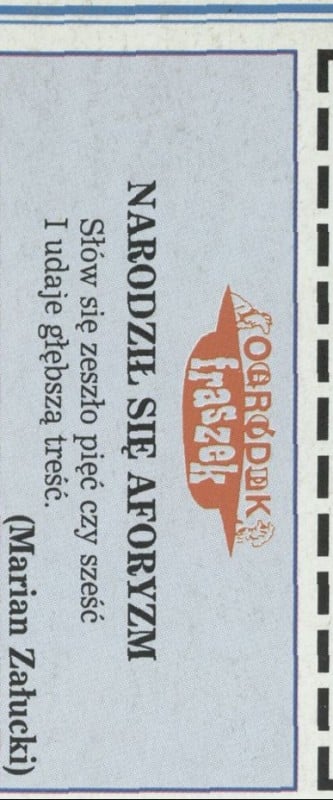 OGRÓDEK
fraszek
NARODZIŁ SIĘ AFORYZM
Słów się zeszło pięć czy sześć
I udaje głębszą treść.
(Marian Załucki)